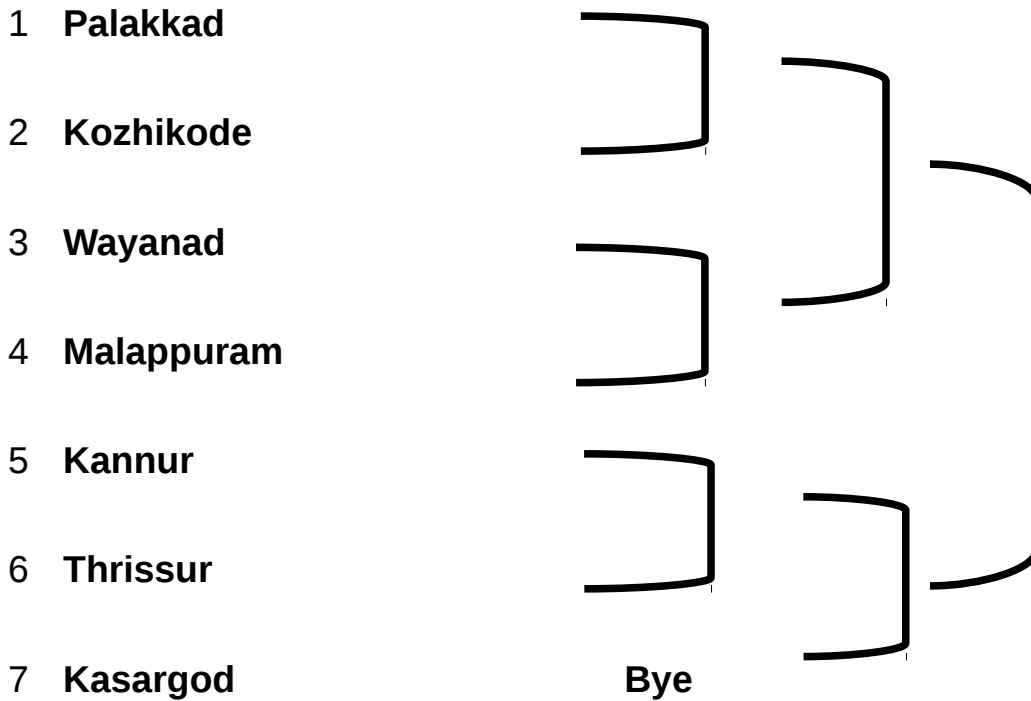 1 Palakkad
2 Kozhikode
3 Wayanad
4 Malappuram
5 Kannur
6 Thrissur
7 Kasargod Bye